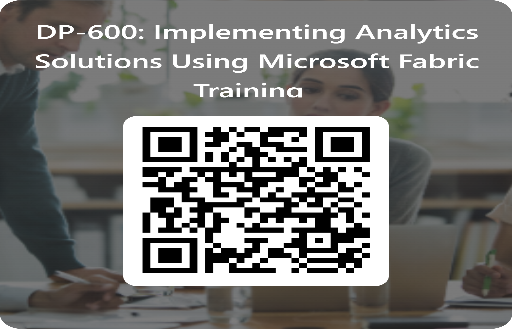 DP-600: Implementing Analytics
Solutions Using Microsoft Fabric
Training